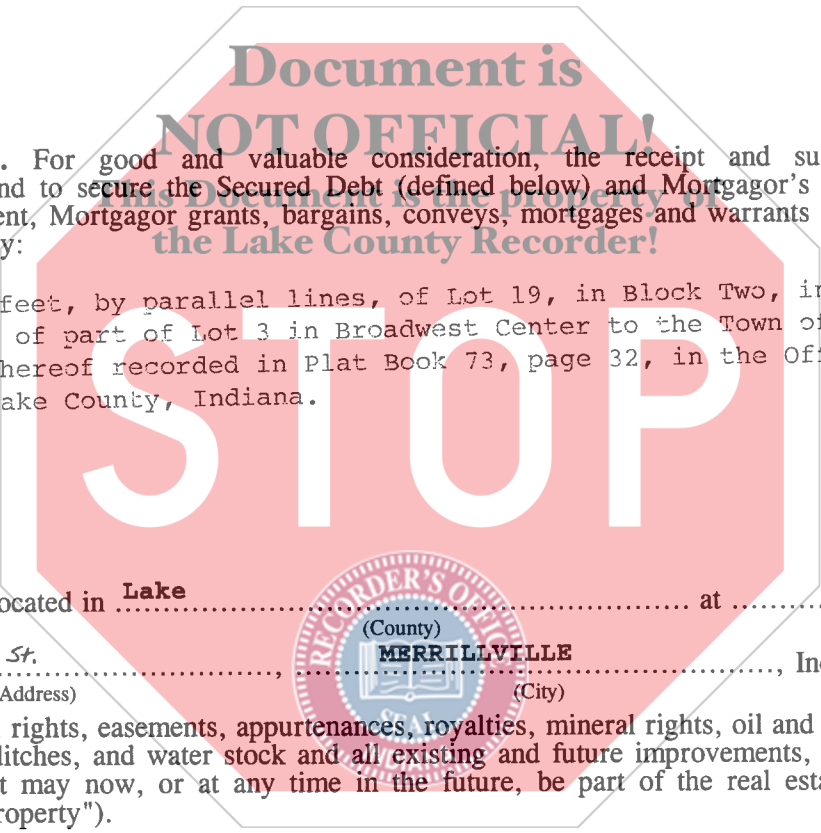 Document is
NOT OFFICIAL!
. For good and valuable consideration, the receipt and su
nd to secure the Secured Debt (defined below) and Mortgagor's
This Document is the property of
ent, Mortgagor grants, bargains, conveys, mortgages and warrants
the Lake County Recorder!
y:
feet, by parallel lines, of Lot 19, in Block Two, in
of part of Lot 3 in Broadwest Center to the Town of
hereof recorded in Plat Book 73, page 32, in the Off
ake County, Indiana.
STOP
ocated in Lake at
(County)
St. , MERRILLVILLE , In
Address) (City)
rights, easements, appurtenances, royalties, mineral rights, oil and
ditches, and water stock and all existing and future improvements,
t may now, or at any time in the future, be part of the real esta
roperty").
RECORDER'S OFFICE
SEAL